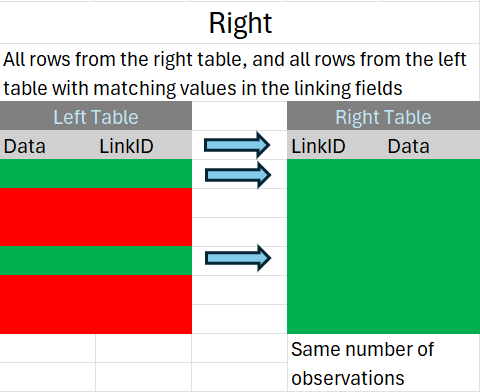 Right
All rows from the right table, and all rows from the left
table with matching values in the linking fields
Left Table
Right Table
Data
LinkID
LinkID
Data
Same number of
observations